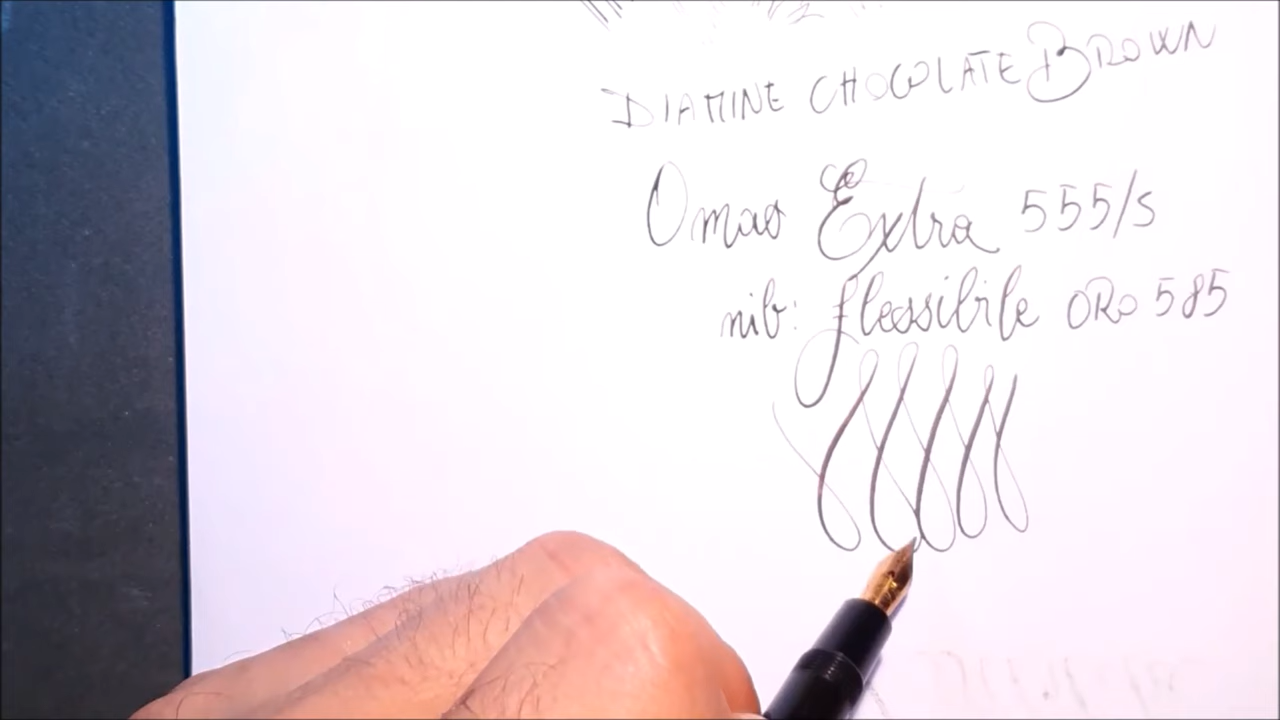 DIAMINE CHOCOLATE BROWN
Omas Extra 555/s
nib: flessibile ORO 585